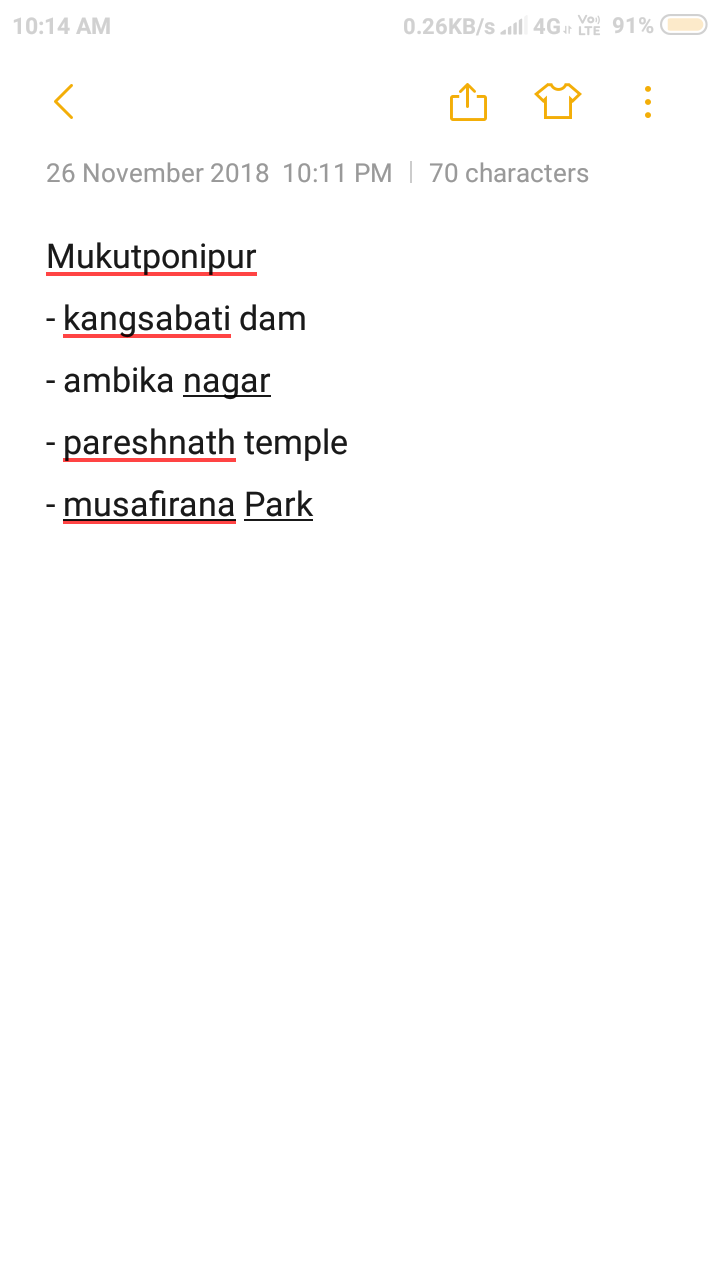 10:14 AM 0.26KB/s 4G Vo) LTE 91%
26 November 2018 10:11 PM | 70 characters
Mukutponipur
- kangsabati dam
- ambika nagar
- pareshnath temple
- musafirana Park